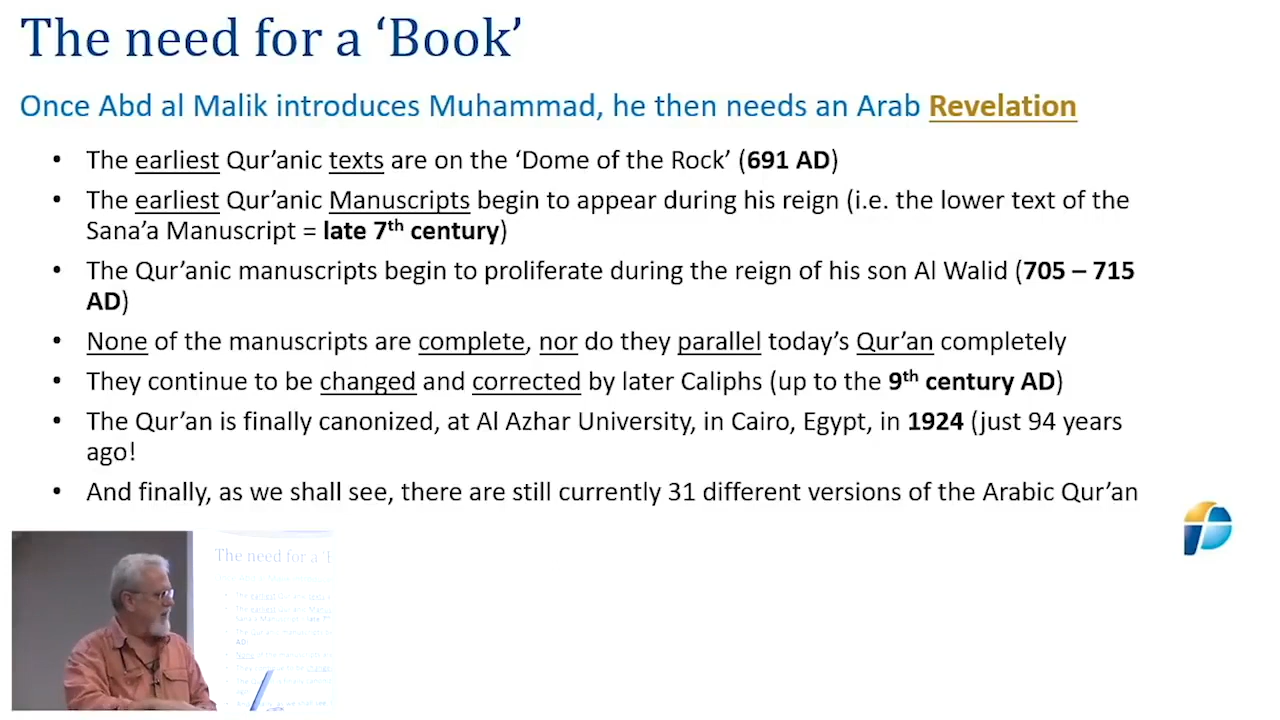 The need for a ‘Book’
Once Abd al Malik introduces Muhammad, he then needs an Arab Revelation
• The earliest Qur’anic texts are on the ‘Dome of the Rock’ (691 AD)
• The earliest Qur’anic Manuscripts begin to appear during his reign (i.e. the lower text of the
Sana’a Manuscript = late 7th century)
• The Qur’anic manuscripts begin to proliferate during the reign of his son Al Walid (705 – 715
AD)
• None of the manuscripts are complete, nor do they parallel today’s Qur’an completely
• They continue to be changed and corrected by later Caliphs (up to the 9th century AD)
• The Qur’an is finally canonized, at Al Azhar University, in Cairo, Egypt, in 1924 (just 94 years
ago!
• And finally, as we shall see, there are still currently 31 different versions of the Arabic Qur’an
The need for a ‘